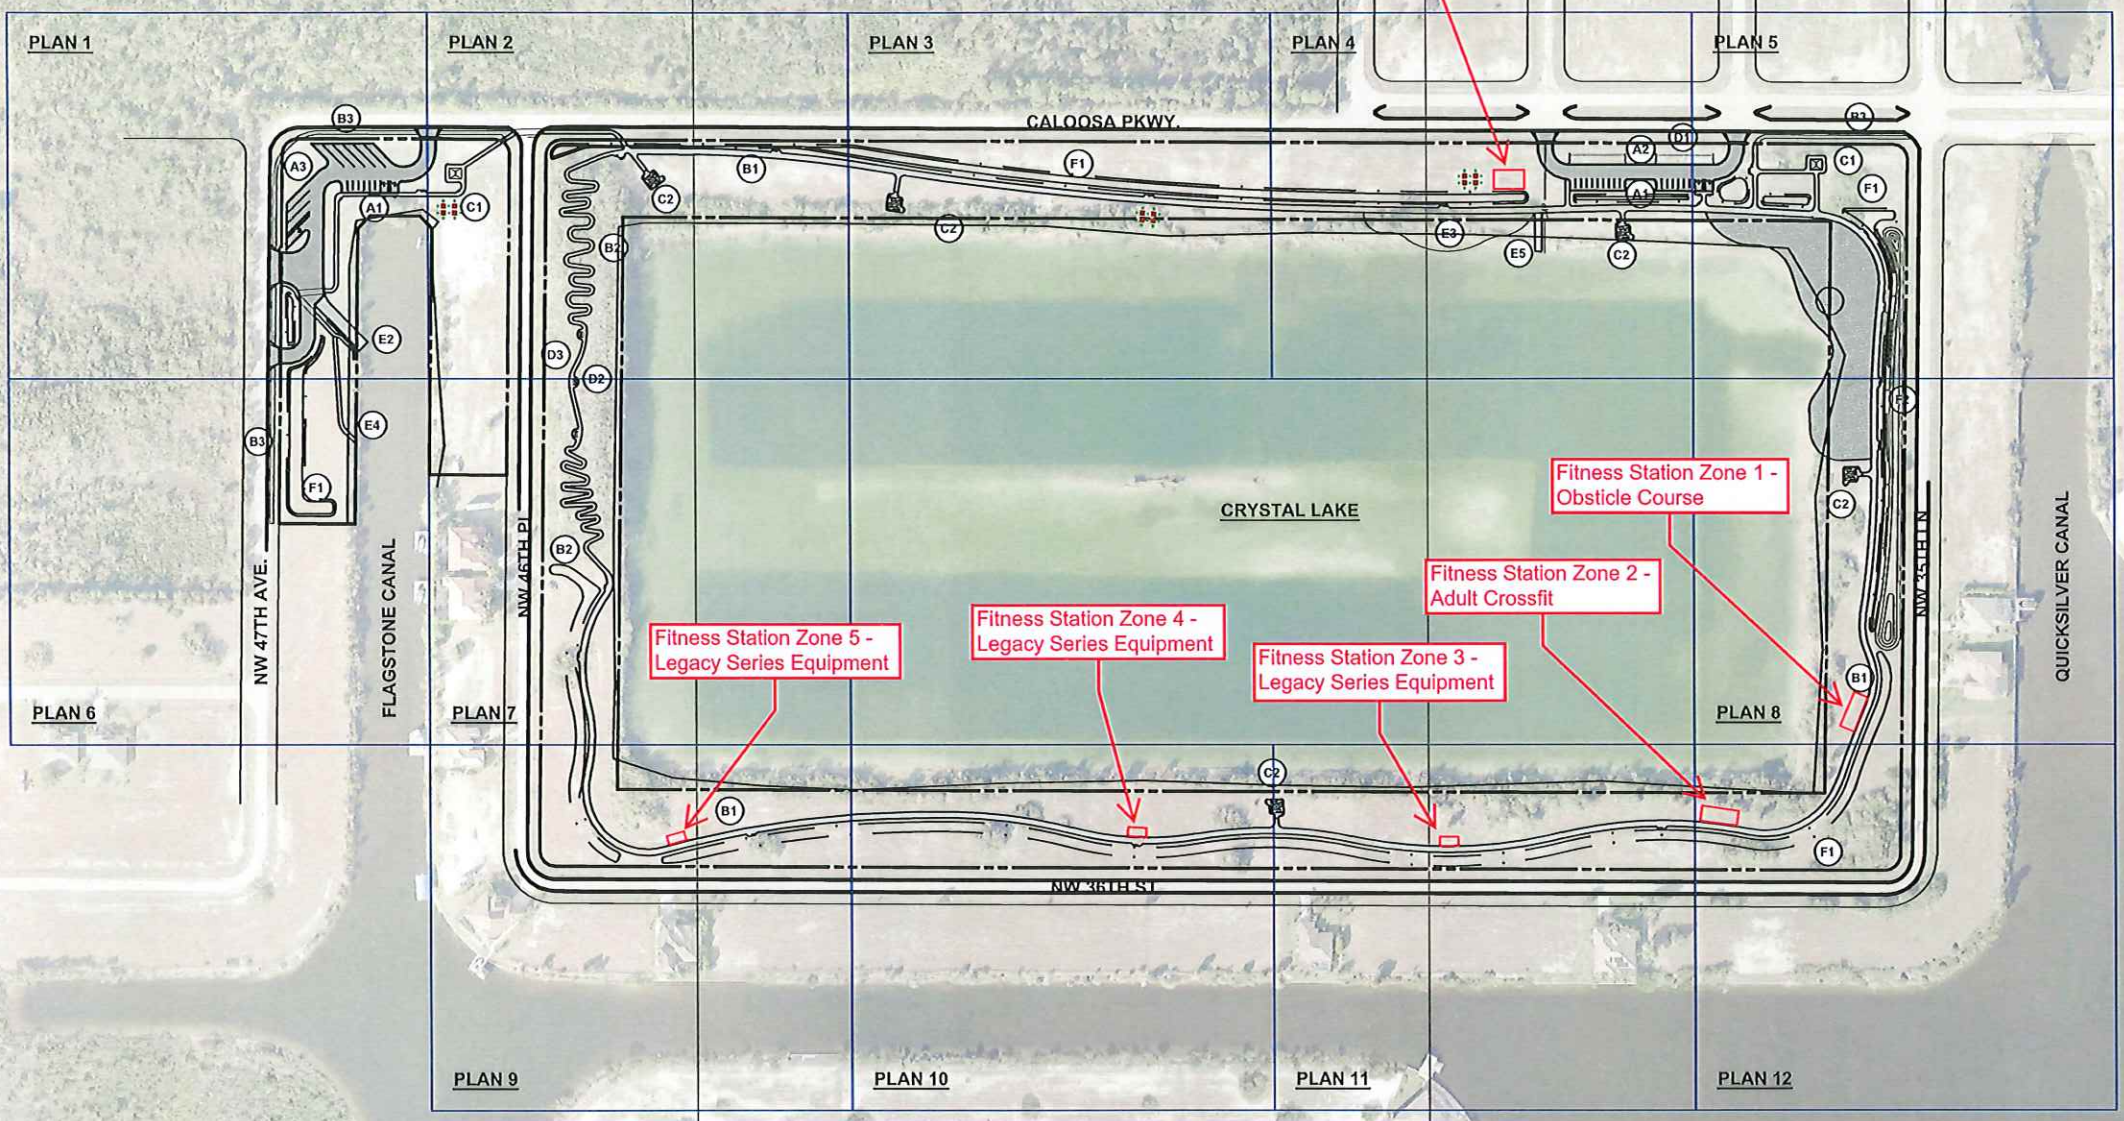 PLAN 1
PLAN 2
PLAN 3
PLAN 4
PLAN 5
B3
CALOOSA PKWY.
B3
D1
A2
A3
B1
F1
C1
C2
A1
C1
A1
F1
B2
C2
E3
E5
C2
E2
D3
D2
F2
E4
B3
F1
Fitness Station Zone 1 -
Obsticle Course
CRYSTAL LAKE
C2
B2
NW 46TH PL
NW 35TH LN
QUICKSILVER CANAL
FLAGSTONE CANAL
NW 47TH AVE.
Fitness Station Zone 2 -
Adult Crossfit
Fitness Station Zone 4 -
Legacy Series Equipment
Fitness Station Zone 5 -
Legacy Series Equipment
Fitness Station Zone 3 -
Legacy Series Equipment
B1
PLAN 6
PLAN 7
PLAN 8
C2
B1
F1
NW 36TH ST.
PLAN 9
PLAN 10
PLAN 11
PLAN 12